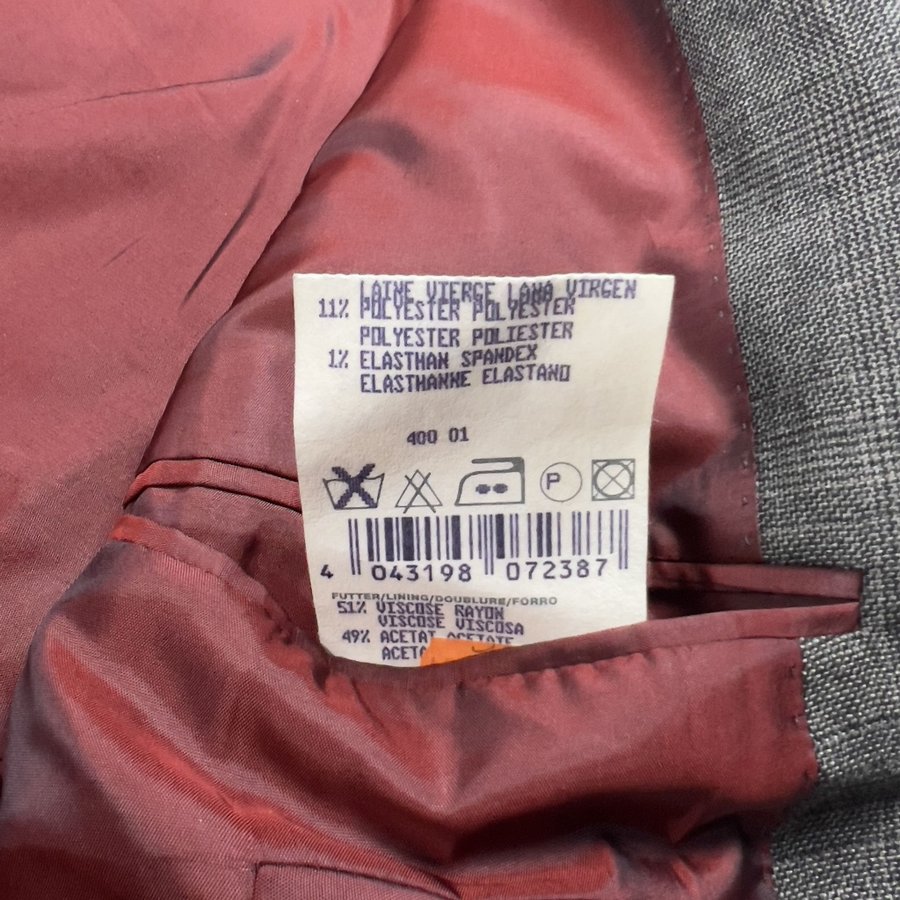 LAINE VIERGE LANA VIRGEN
11% POLYESTER POLYESTER
POLYESTER POLIESTER
1% ELASTHAN SPANDEX
ELASTHANNE ELASTANO
400 01
P
4 043198 072387
FUTTER/LINING/DOUBLURE/FORRO
51% VISCOSE RAYON
VISCOSE VISCOSA
49% ACETAT ACETATE